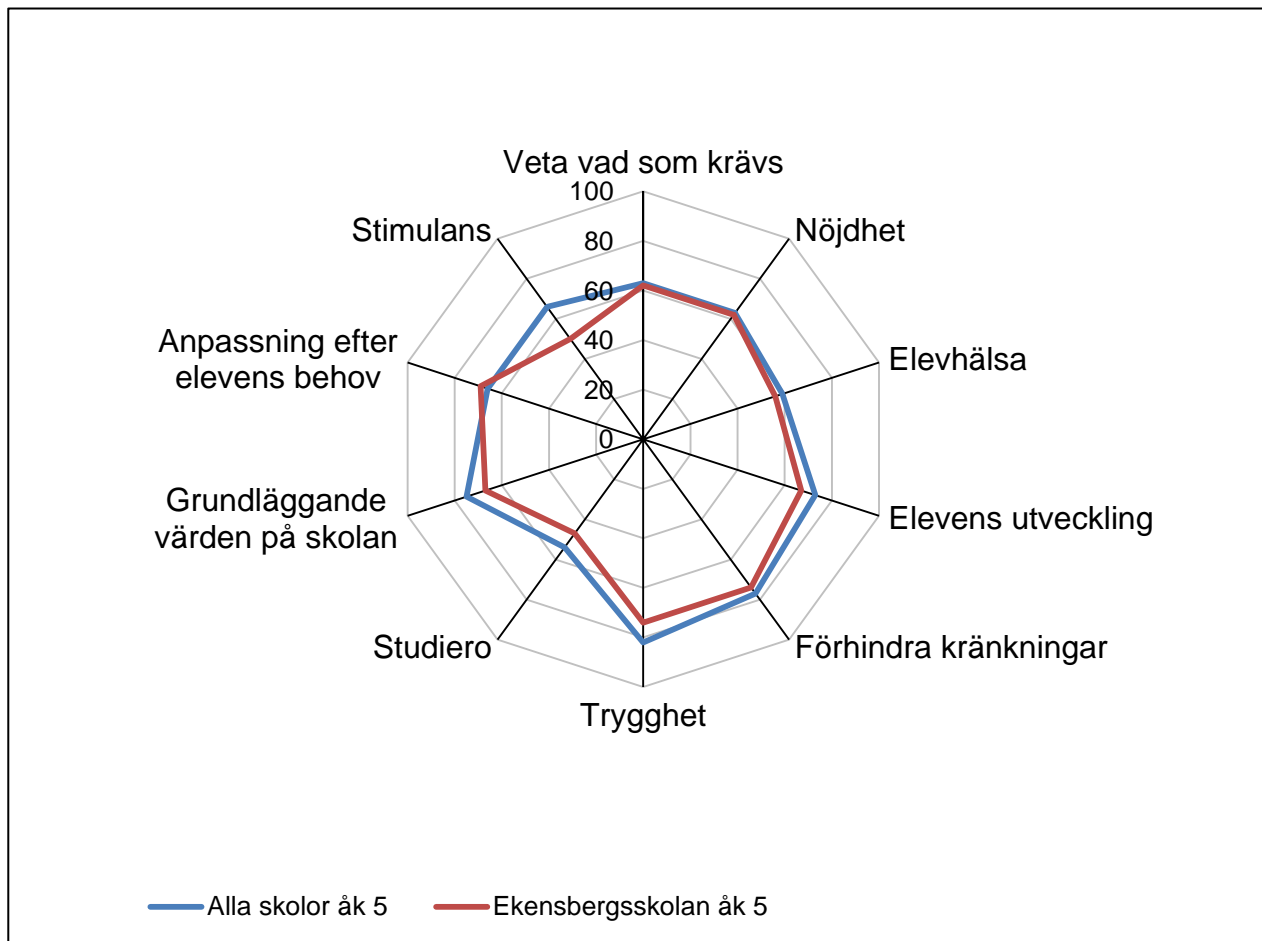 Veta vad som krävs
100
Stimulans
Nöjdhet
80
60
Anpassning efter
elevens behov
Elevhälsa
40
20
0
Grundläggande
värden på skolan
Elevens utveckling
Studiero
Förhindra kränkningar
Trygghet
Alla skolor åk 5
Ekensbergsskolan åk 5